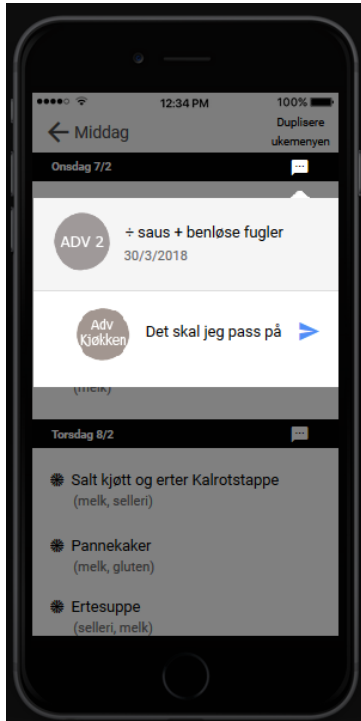 12:34 PM
100%
Middag
Duplisere
ukemenyen
Onsdag 7/2
ADV 2
÷ saus + benløse fugler
30/3/2018
Adv
Kjøkken
Det skal jeg pass på
(melk)
Torsdag 8/2
Salt kjøtt og erter Kalrotstappe
(melk, selleri)
Pannekaker
(melk, gluten)
Ertesuppe
(selleri, melk)